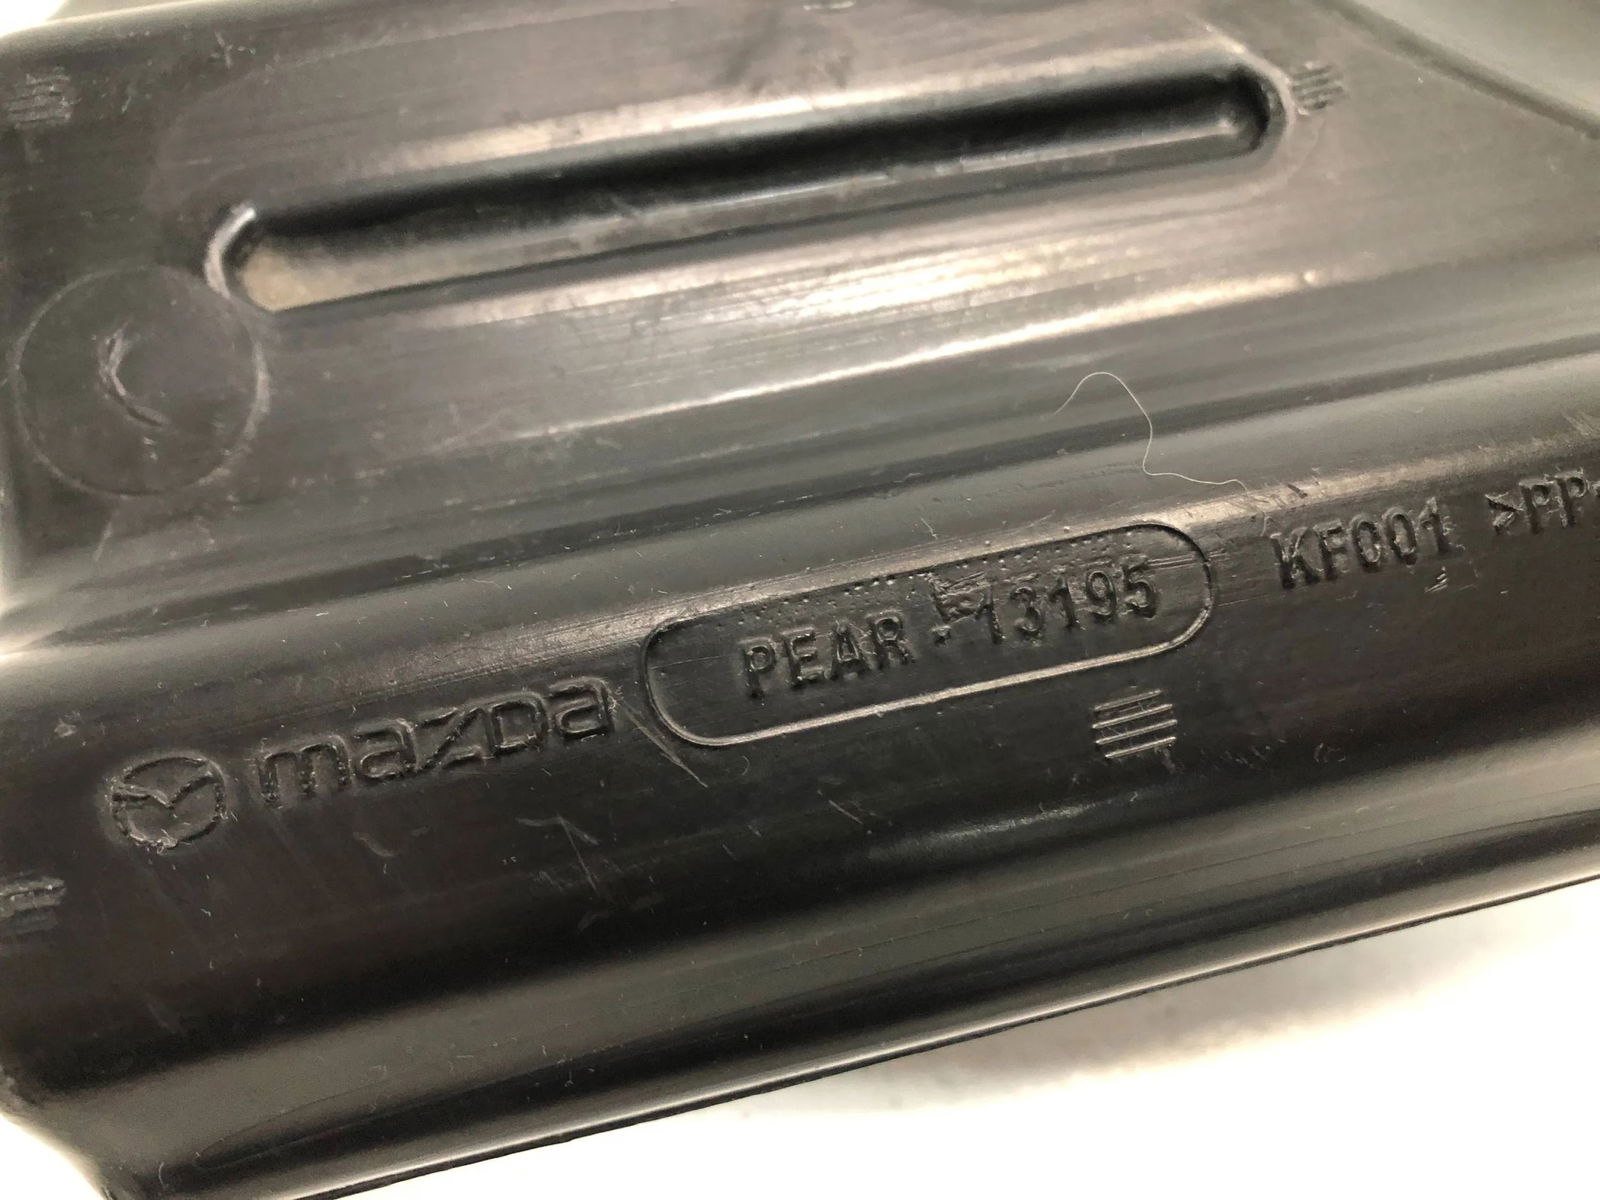 mazda PEAR -13195 KF001 >PP-